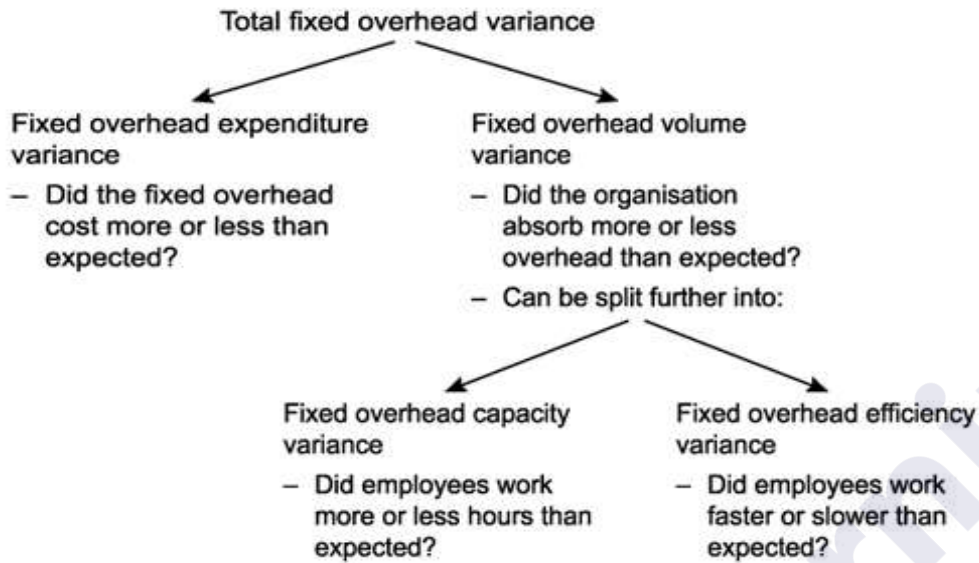 Total fixed overhead variance
Fixed overhead expenditure
variance
– Did the fixed overhead
cost more or less than
expected?
Fixed overhead volume
variance
– Did the organisation
absorb more or less
overhead than expected?
– Can be split further into:
Fixed overhead capacity
variance
– Did employees work
more or less hours than
expected?
Fixed overhead efficiency
variance
– Did employees work
faster or slower than
expected?